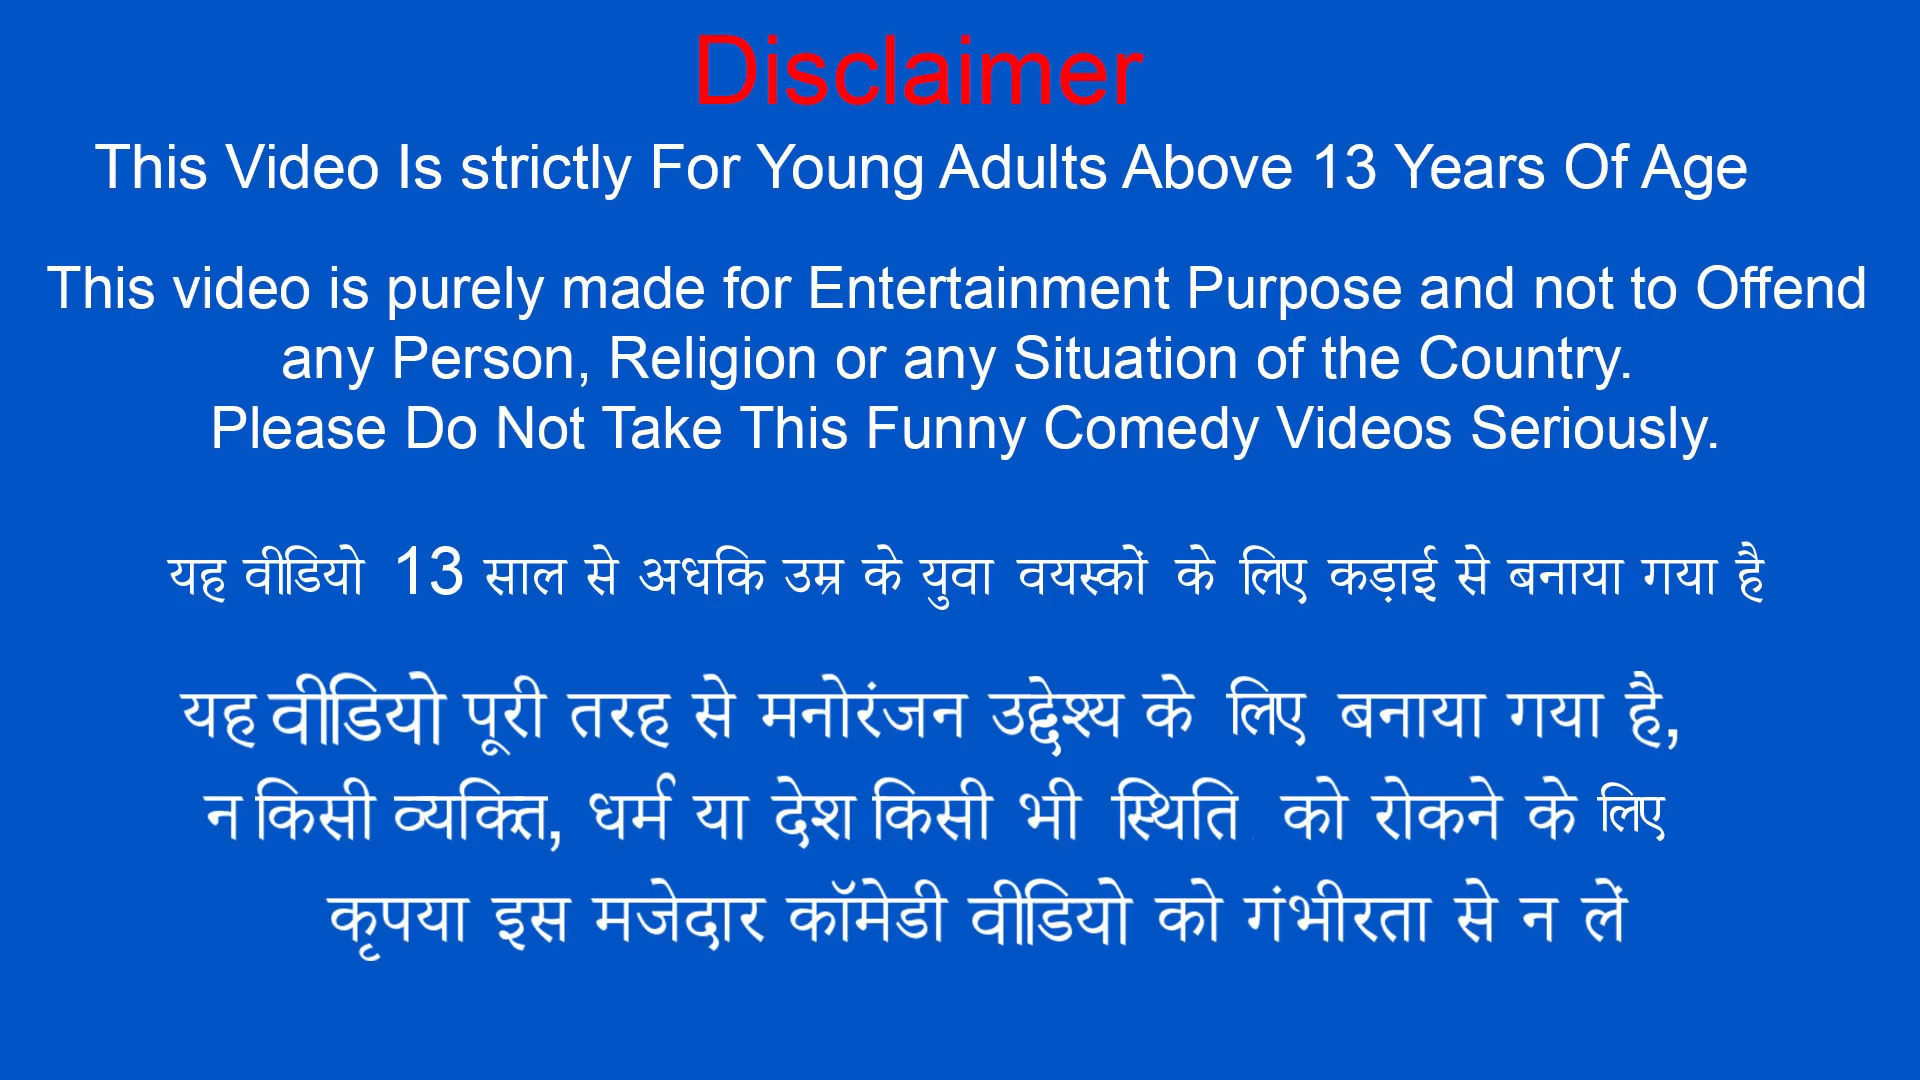 Disclaimer
This Video Is strictly For Young Adults Above 13 Years Of Age
This video is purely made for Entertainment Purpose and not to Offend
any Person, Religion or any Situation of the Country.
Please Do Not Take This Funny Comedy Videos Seriously.
यह वीडियो 13 साल से अधकि उम्र के युवा वयस्कों के लिए कड़ाई से बनाया गया है
यह वीडियो पूरी तरह से मनोरंजन उद्देश्य के लिए बनाया गया है,
न किसी व्यक्ति, धर्म या देश किसी भी स्थिति को रोकने के लिए
कृपया इस मजेदार कॉमेडी वीडियो को गंभीरता से न लें